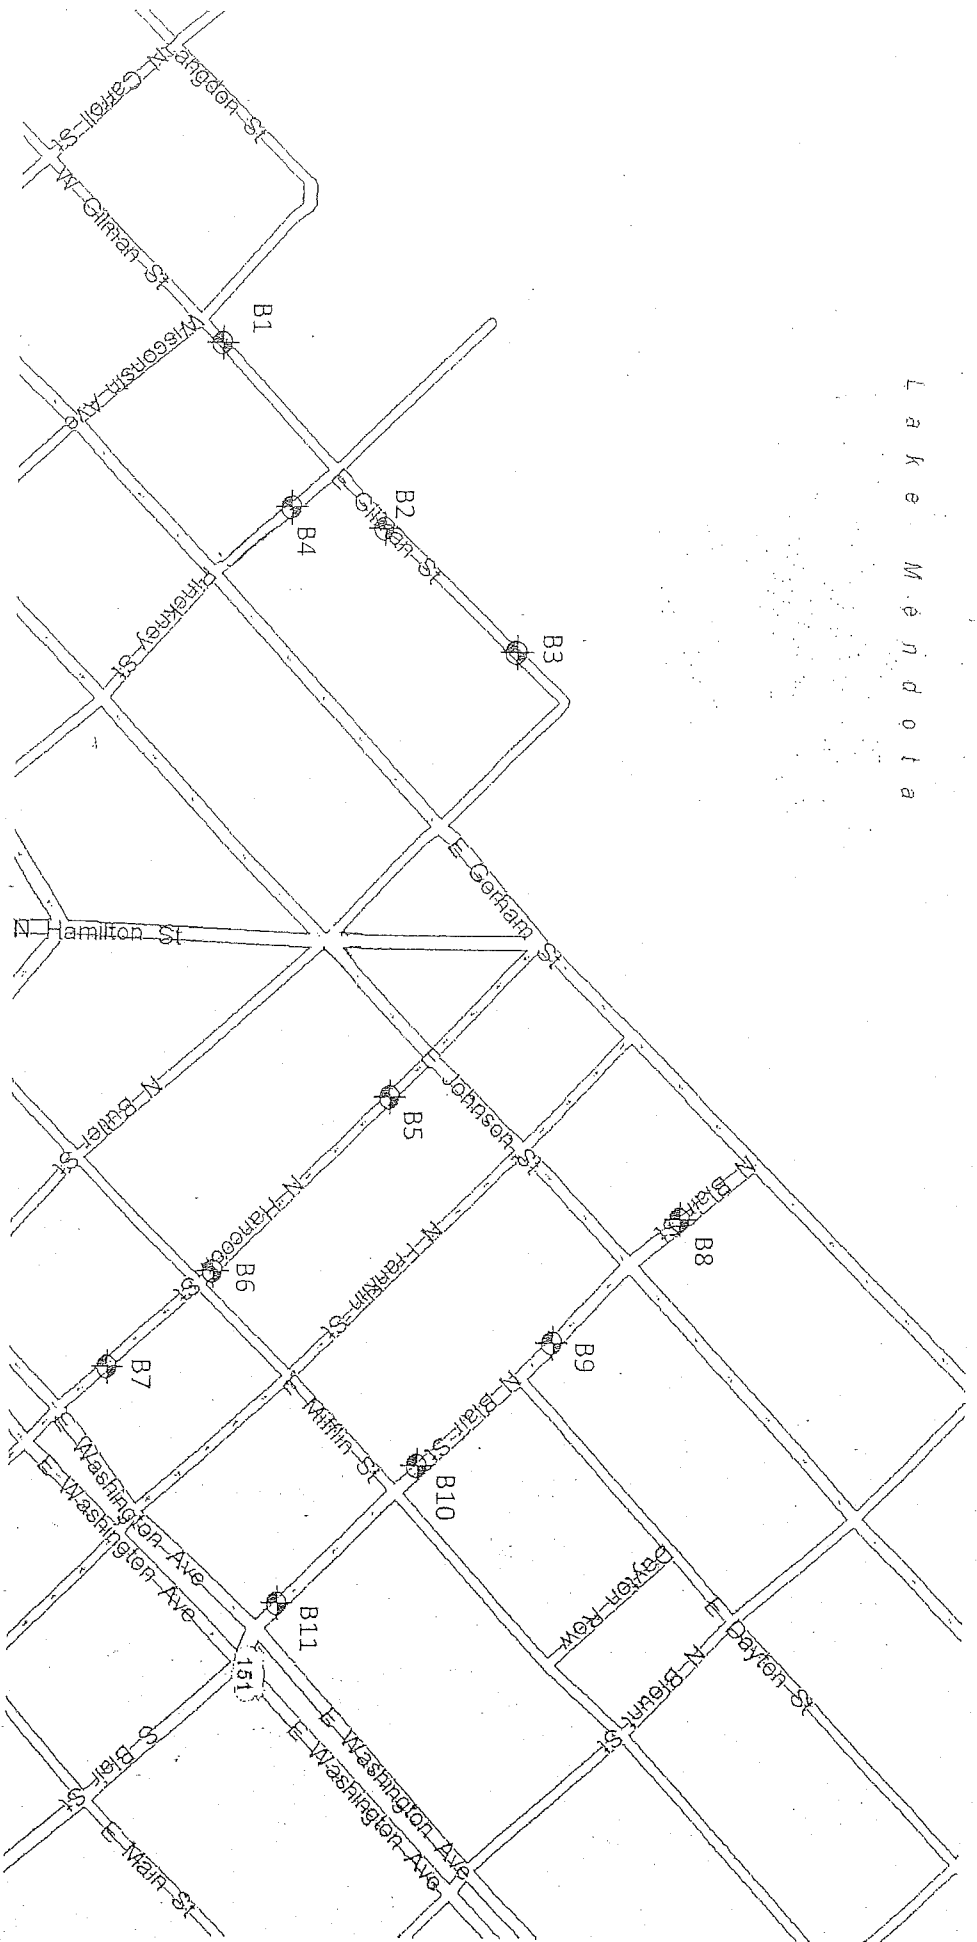 Langdon St
N Carroll St
W Gilman St
Wisconsin Av
B1
Lake Mendota
E Gilman St
B2
B4
B3
Pinckney St
E Gorham St
N Hamilton St
N Butler St
E Johnson St
B5
N Hancock St
N Franklin St
N Blair St
B8
B6
B9
B7
N Blair St
E Mifflin St
B10
E Washington Ave
E Washington Ave
Dayton Row
E Dayton St
N Blount St
B11
151
S Blair St
E Washington Ave
E Washington Ave
E Main St